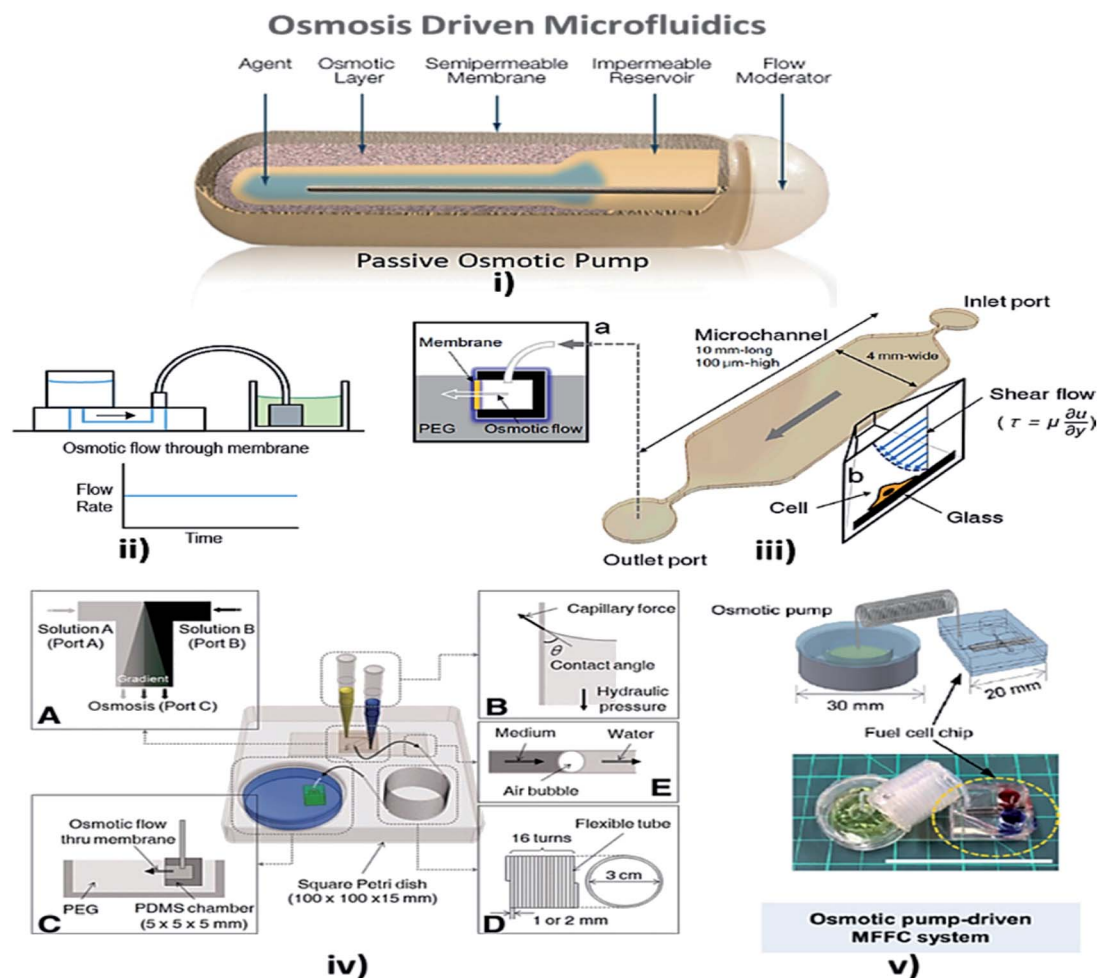 Osmosis Driven Microfluidics
Agent
Osmotic
Layer
Semipermeable
Membrane
Impermeable
Reservoir
Flow
Moderator
Passive Osmotic Pump
i)
Osmotic flow through membrane
Flow
Rate
Time
ii)
a
Membrane
PEG
Osmotic flow
Inlet port
Microchannel
10 mm-long
100 µm-high
4 mm-wide
Shear flow
( τ = μ ∂u/∂y )
b
Cell
Glass
Outlet port
iii)
Solution A
(Port A)
Solution B
(Port B)
Gradient
Osmosis (Port C)
A
Capillary force
θ
Contact angle
Hydraulic
pressure
B
Medium
Water
Air bubble
E
Osmotic flow
thru membrane
PEG
PDMS chamber
(5 x 5 x 5 mm)
C
Square Petri dish
(100 x 100 x15 mm)
16 turns
Flexible tube
3 cm
1 or 2 mm
D
iv)
Osmotic pump
30 mm
20 mm
Fuel cell chip
Osmotic pump-driven
MFFC system
v)